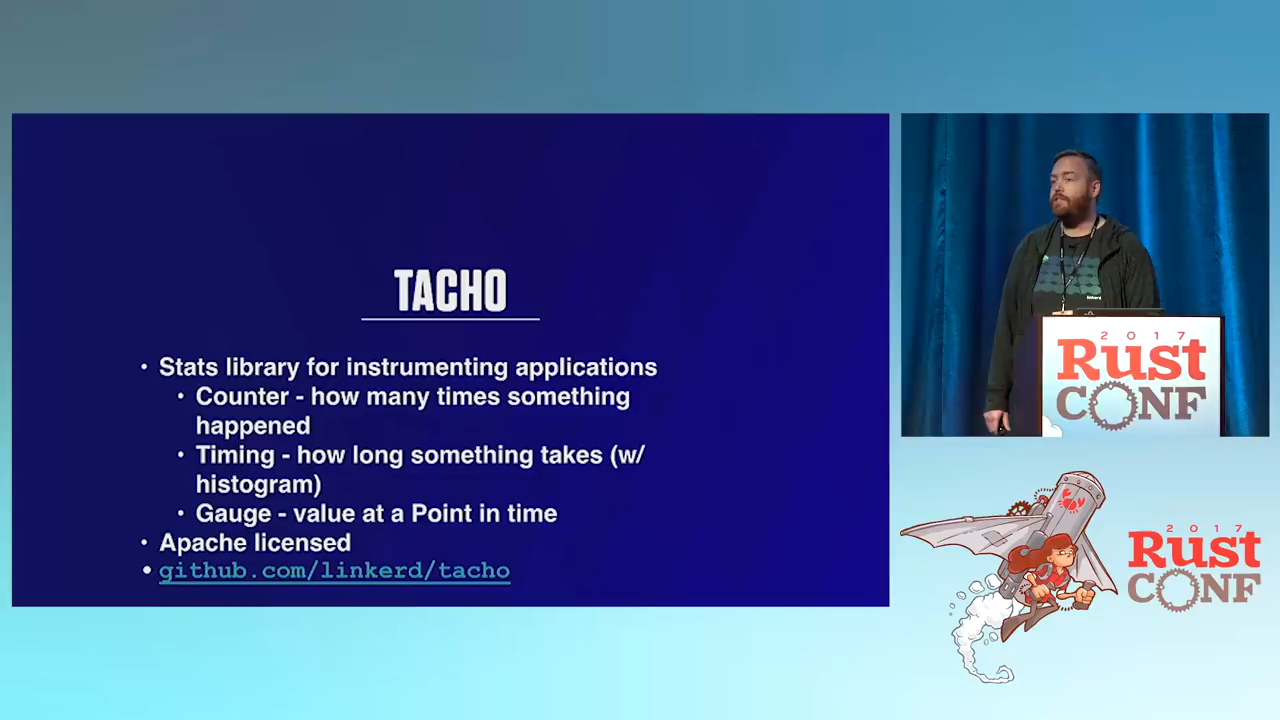 TACHO
• Stats library for instrumenting applications
• Counter - how many times something
happened
• Timing - how long something takes (w/
histogram)
• Gauge - value at a Point in time
• Apache licensed
• github.com/linkerd/tacho
2017
Rust
CONF
2017
Rust
CONF